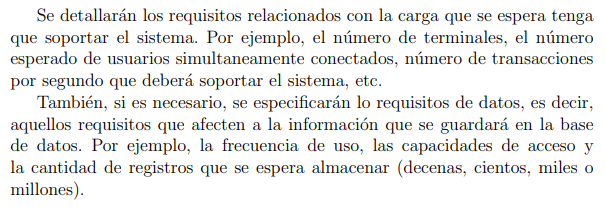 Se detallarán los requisitos relacionados con la carga que se espera tenga
que soportar el sistema. Por ejemplo, el número de terminales, el número
esperado de usuarios simultaneamente conectados, número de transacciones
por segundo que deberá soportar el sistema, etc.
También, si es necesario, se especificarán lo requisitos de datos, es decir,
aquellos requisitos que afecten a la información que se guardará en la base
de datos. Por ejemplo, la frecuencia de uso, las capacidades de acceso y
la cantidad de registros que se espera almacenar (decenas, cientos, miles o
millones).